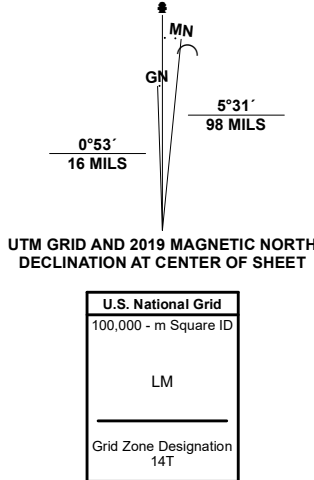 MN
GN
5°31´
98 MILS
0°53´
16 MILS
UTM GRID AND 2019 MAGNETIC NORTH
DECLINATION AT CENTER OF SHEET
U.S. National Grid
100,000 - m Square ID
LM
Grid Zone Designation
14T